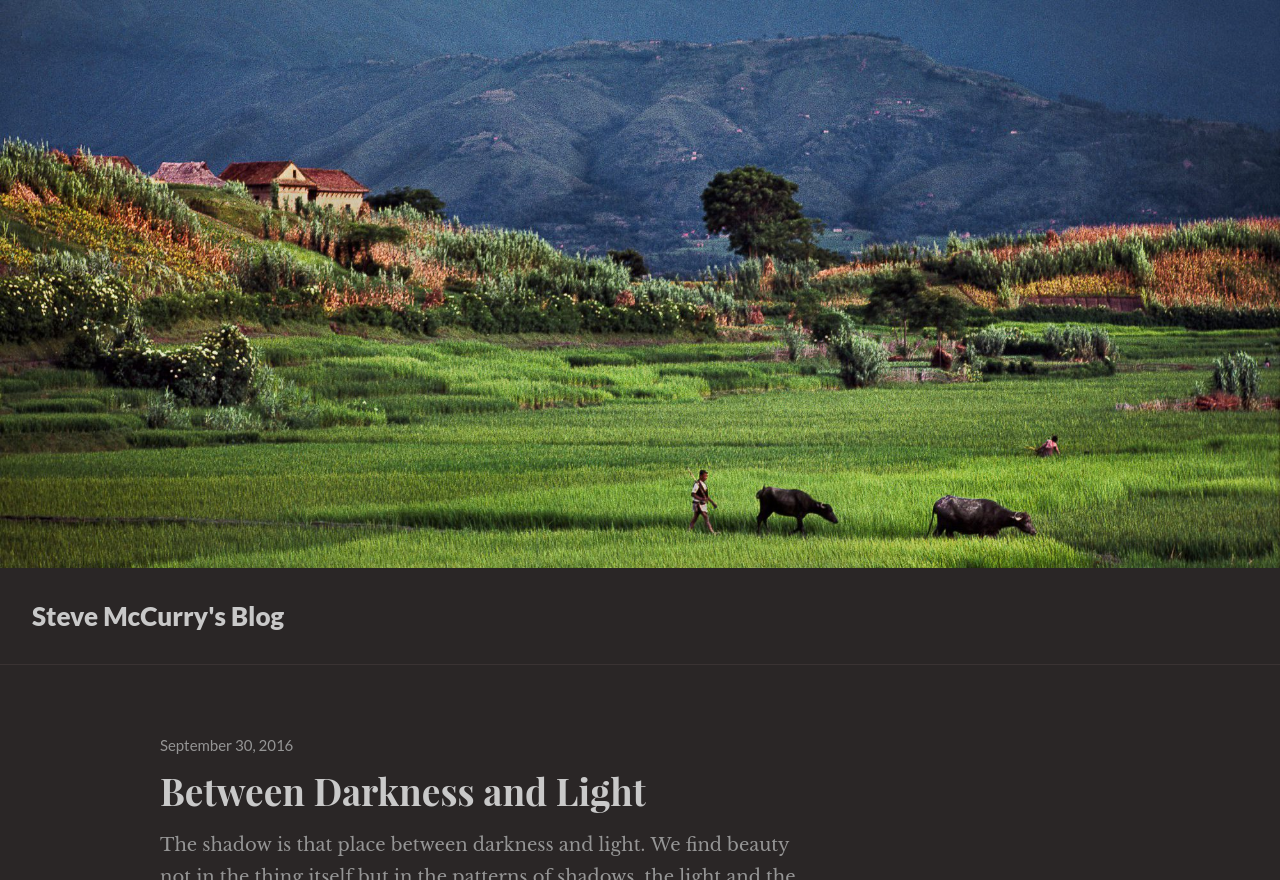 Steve McCurry's Blog
September 30, 2016
Between Darkness and Light
The shadow is that place between darkness and light. We find beauty
not in the thing itself but in the patterns of shadows, the light and the